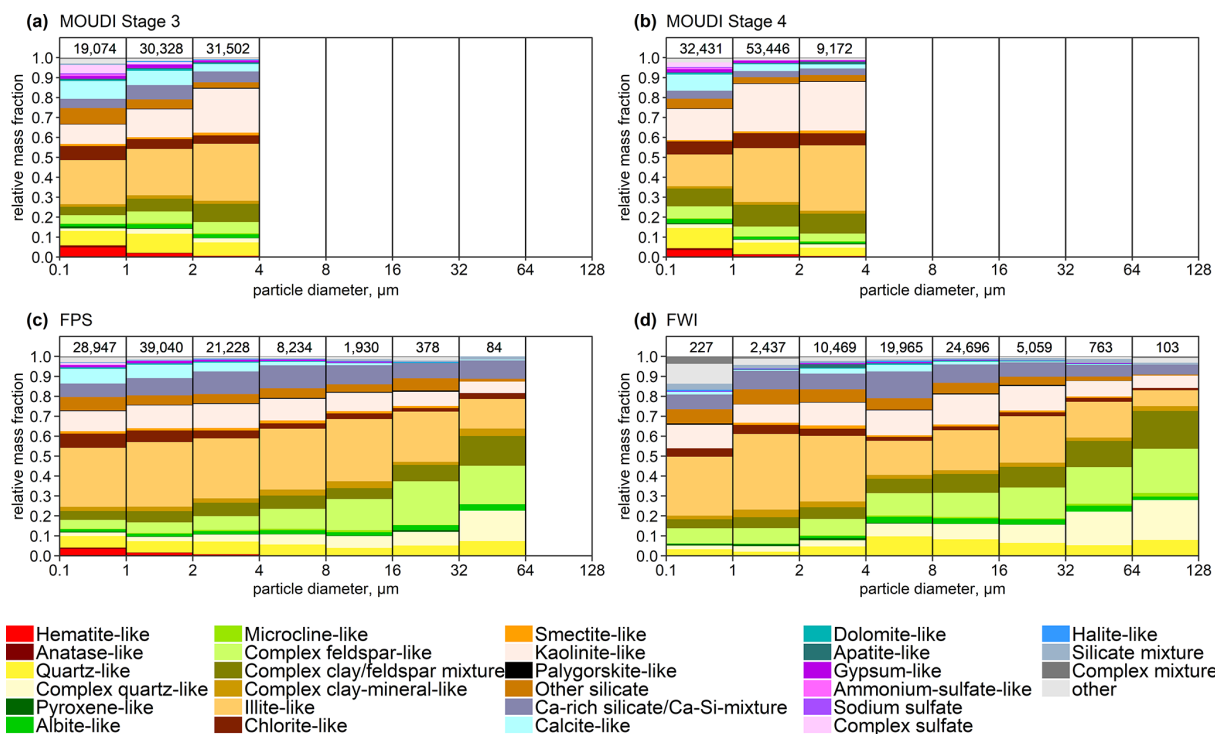 (a) MOUDI Stage 3
19,074 30,328 31,502
relative mass fraction
1.0
0.9
0.8
0.7
0.6
0.5
0.4
0.3
0.2
0.1
0.0
0.1 1 2 4 8 16 32 64 128
particle diameter, µm
(b) MOUDI Stage 4
32,431 53,446 9,172
relative mass fraction
1.0
0.9
0.8
0.7
0.6
0.5
0.4
0.3
0.2
0.1
0.0
0.1 1 2 4 8 16 32 64 128
particle diameter, µm
(c) FPS
28,947 39,040 21,228 8,234 1,930 378 84
relative mass fraction
1.0
0.9
0.8
0.7
0.6
0.5
0.4
0.3
0.2
0.1
0.0
0.1 1 2 4 8 16 32 64 128
particle diameter, µm
(d) FWI
227 2,437 10,469 19,965 24,696 5,059 763 103
relative mass fraction
1.0
0.9
0.8
0.7
0.6
0.5
0.4
0.3
0.2
0.1
0.0
0.1 1 2 4 8 16 32 64 128
particle diameter, µm
Hematite-like
Anatase-like
Quartz-like
Complex quartz-like
Pyroxene-like
Albite-like
Microcline-like
Complex feldspar-like
Complex clay/feldspar mixture
Complex clay-mineral-like
Illite-like
Chlorite-like
Smectite-like
Kaolinite-like
Palygorskite-like
Other silicate
Ca-rich silicate/Ca-Si-mixture
Calcite-like
Dolomite-like
Apatite-like
Gypsum-like
Ammonium-sulfate-like
Sodium sulfate
Complex sulfate
Halite-like
Silicate mixture
Complex mixture
other